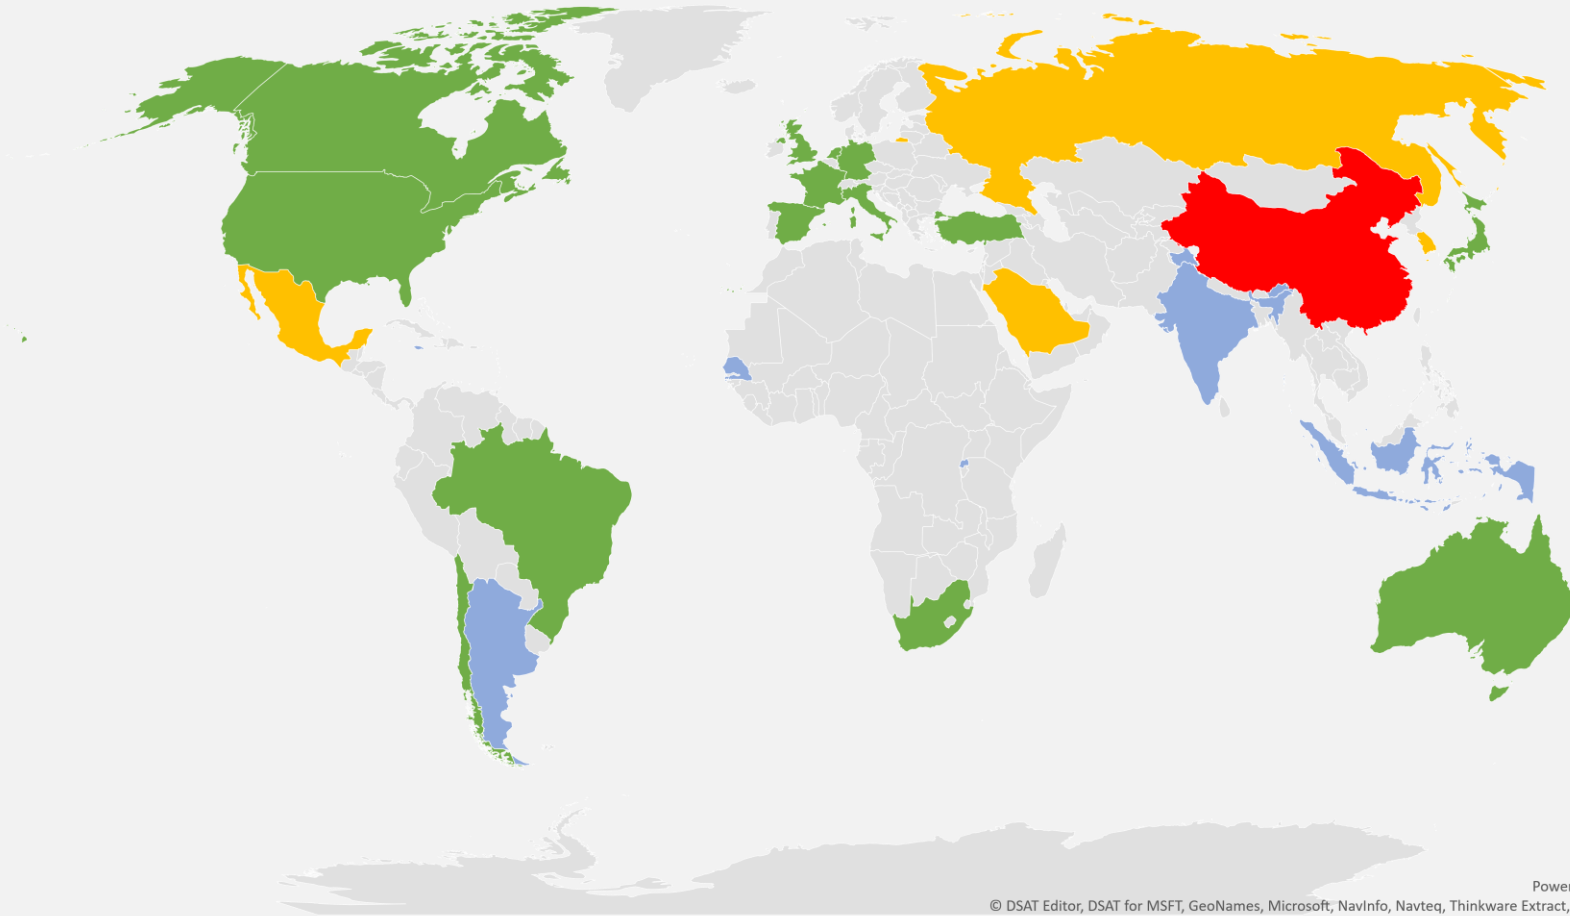 Power
© DSAT Editor, DSAT for MSFT, GeoNames, Microsoft, NavInfo, Navteq, Thinkware Extract,